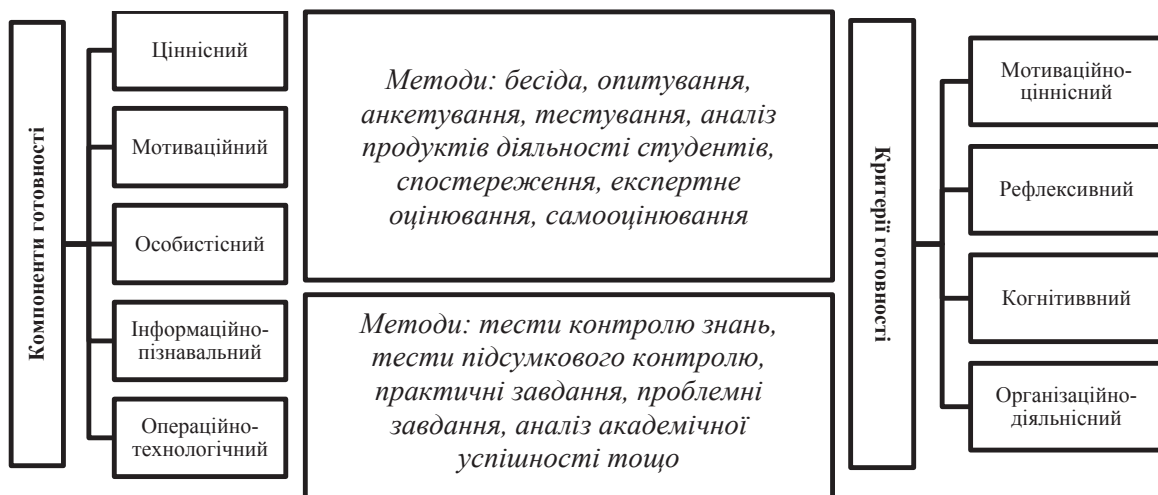 Компоненти готовності
Ціннісний
Мотиваційний
Особистісний
Інформаційно-
пізнавальний
Операційно-
технологічний
Методи: бесіда, опитування,
анкетування, тестування, аналіз
продуктів діяльності студентів,
спостереження, експертне
оцінювання, самооцінювання
Методи: тести контролю знань,
тести підсумкового контролю,
практичні завдання, проблемні
завдання, аналіз академічної
успішності тощо
Критерії готовності
Мотиваційно-
ціннісний
Рефлексивний
Когнітиввний
Організаційно-
діяльнісний